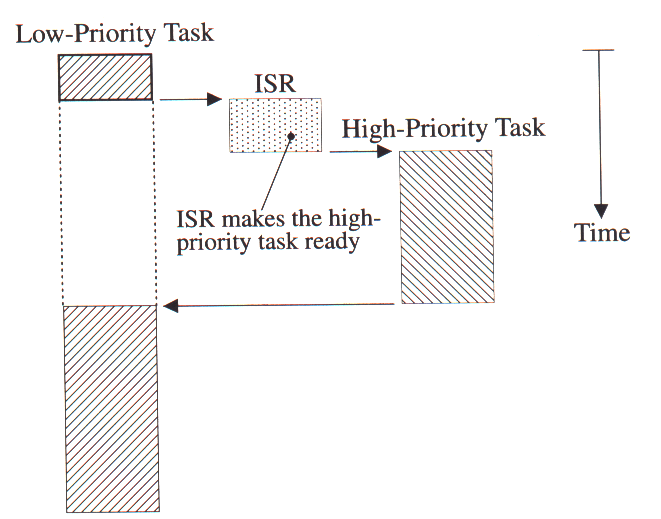 Low-Priority Task
ISR
High-Priority Task
ISR makes the high-
priority task ready
Time